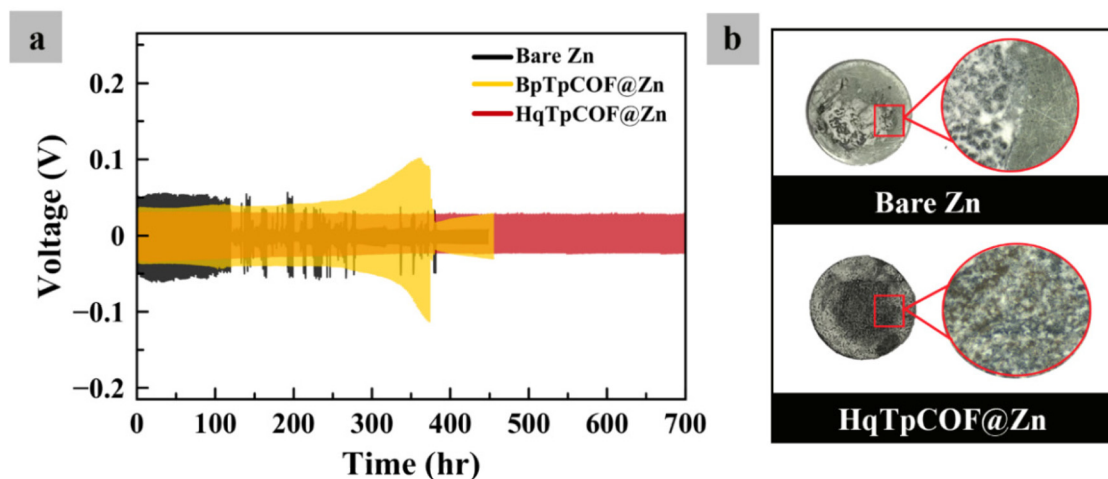 a
Bare Zn
BpTpCOF@Zn
HqTpCOF@Zn
Voltage (V)
0.2
0.1
0
−0.1
−0.2
0 100 200 300 400 500 600 700
Time (hr)
b
Bare Zn
HqTpCOF@Zn